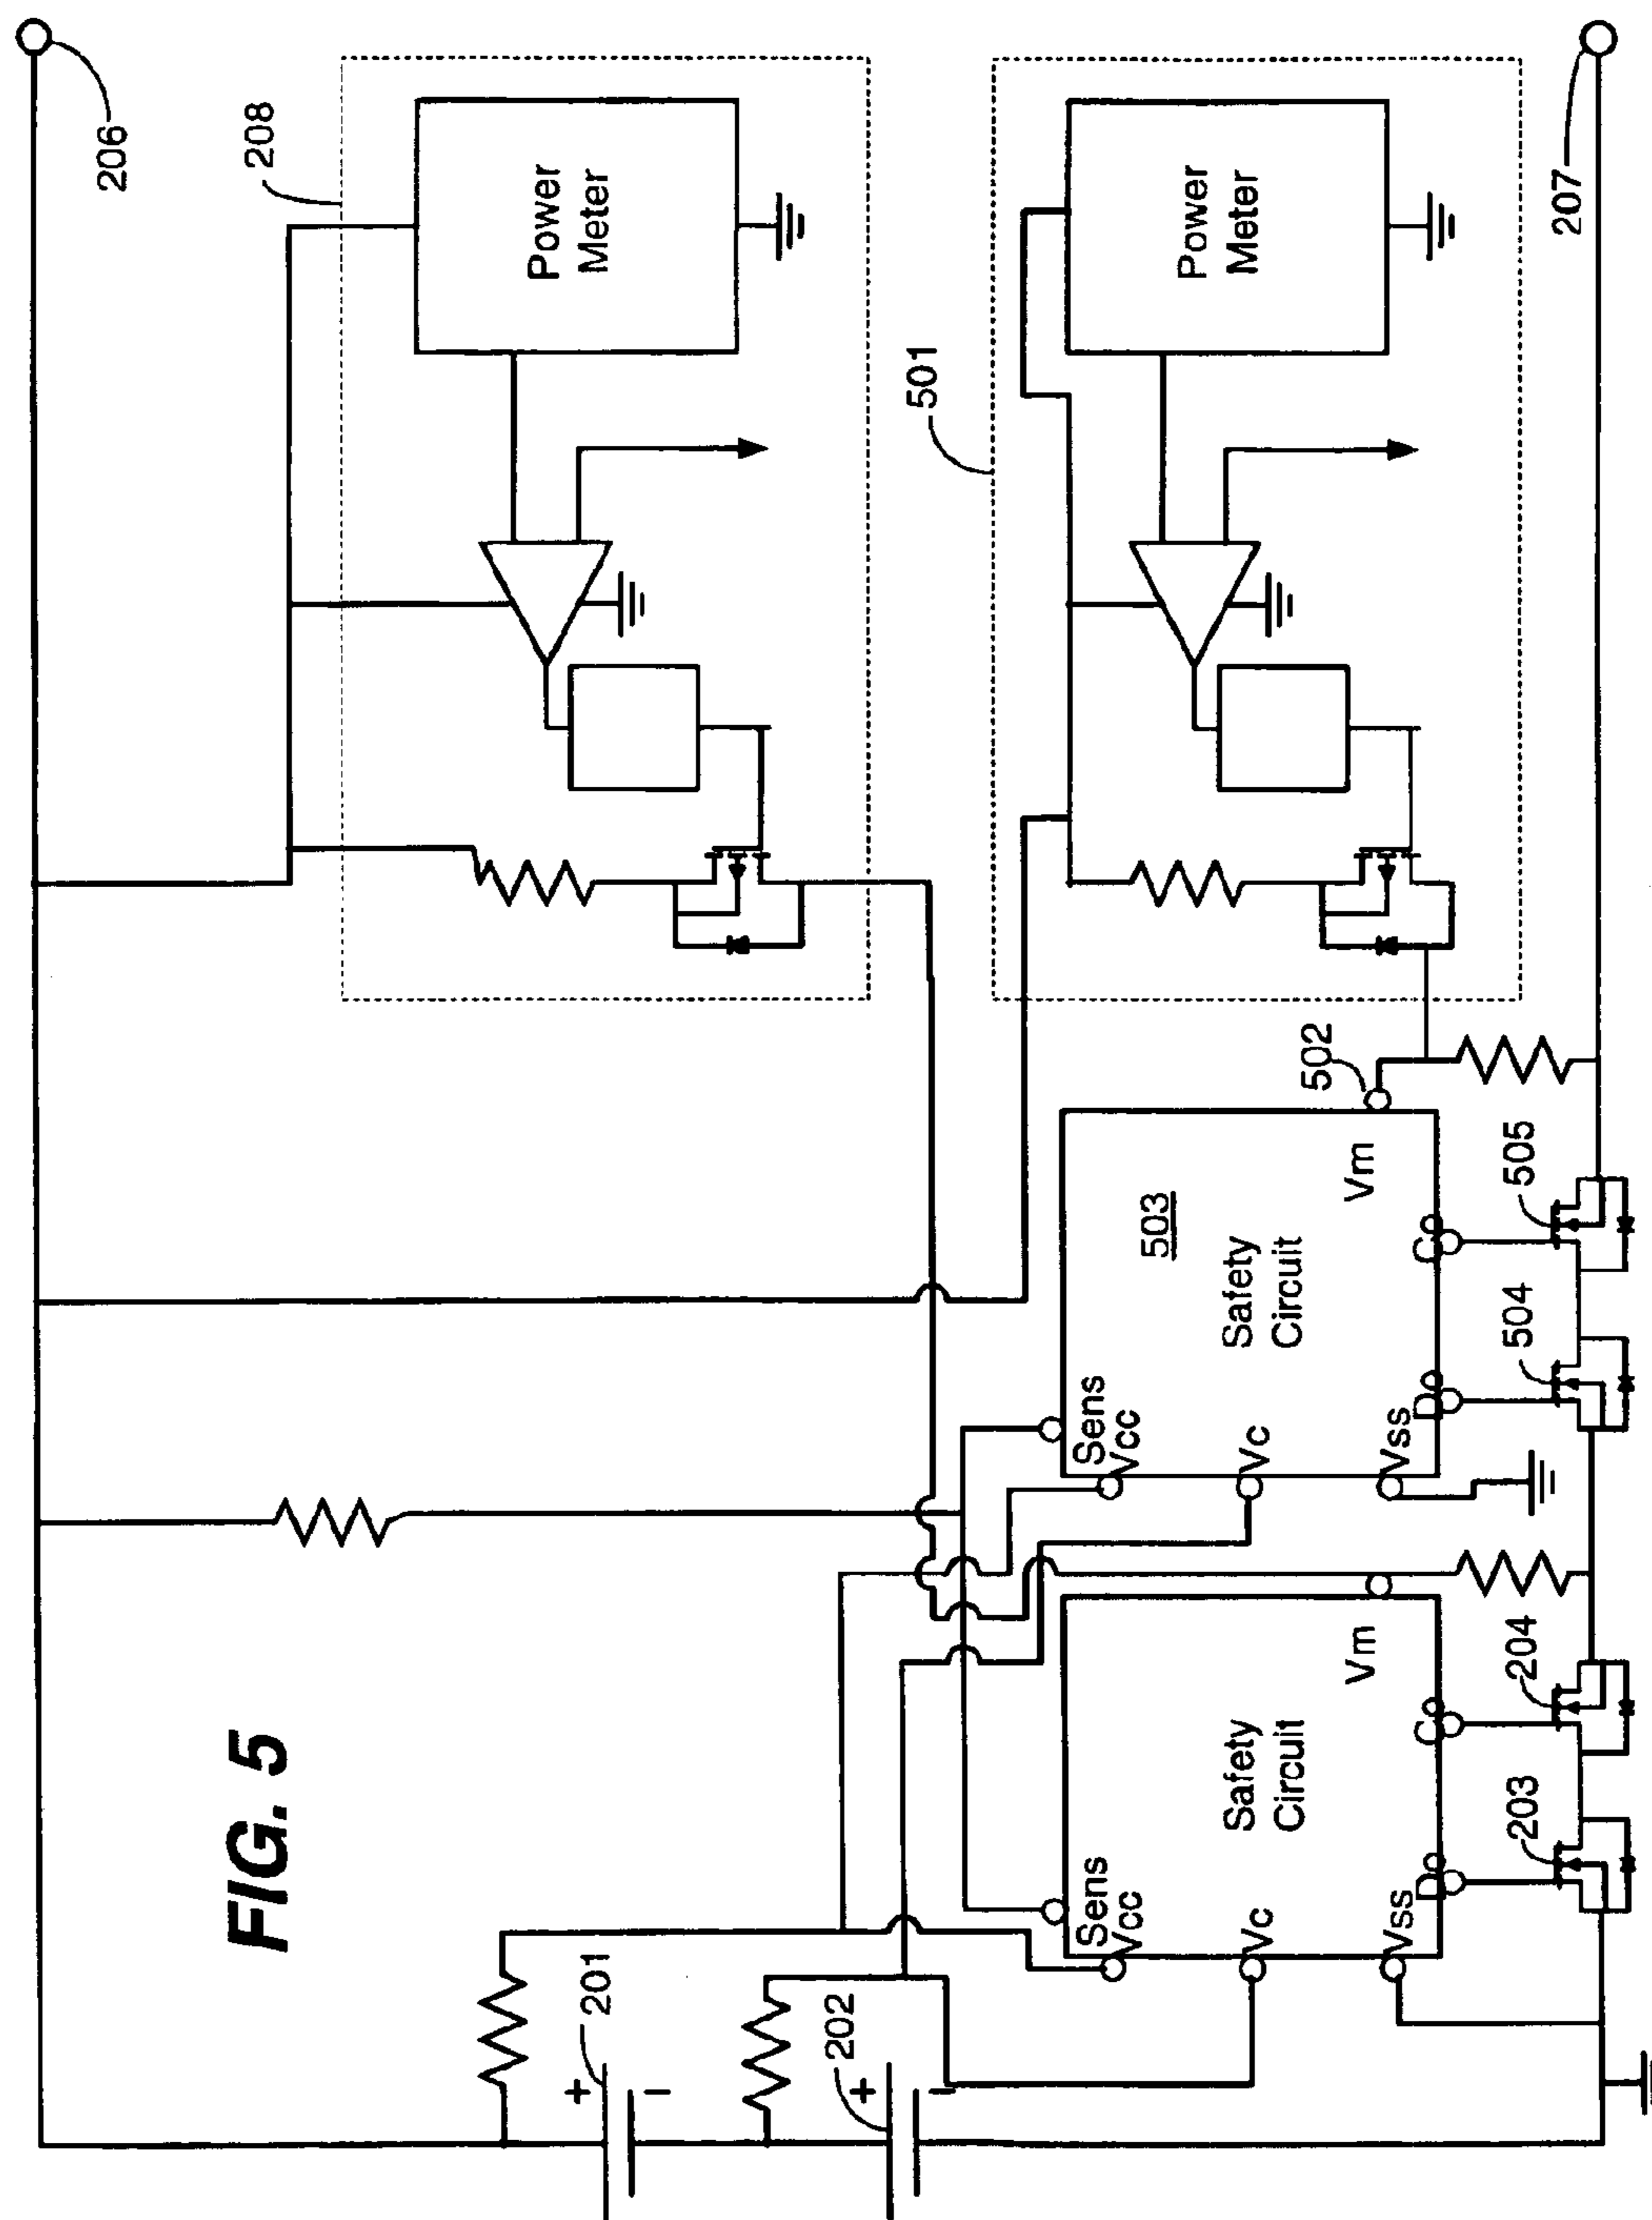 FIG. 5
206
208
Power
Meter
501
Power
Meter
207
502
503
Safety
Circuit
Sens
Vcc
Vc
Vss
Vm
Do
Co
504
505
Safety
Circuit
Sens
Vcc
Vc
Vss
Vm
Do
Co
203
204
201
+
−
202
+
−